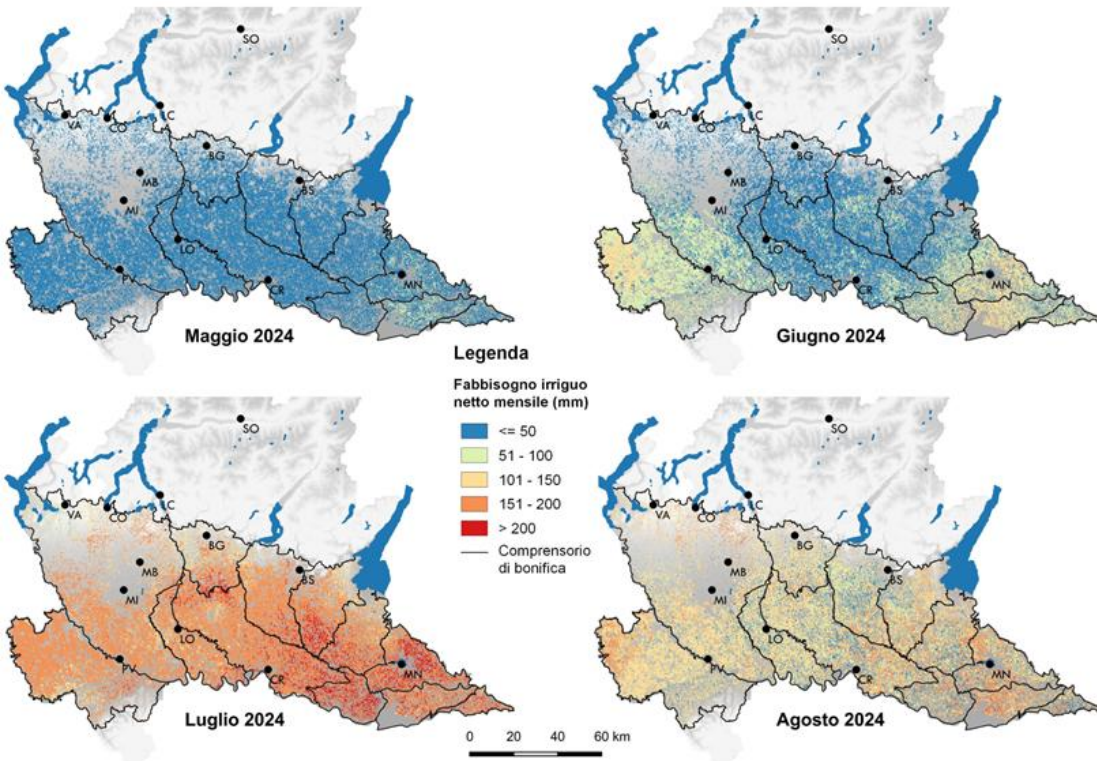 SO
VA
CO
LC
BG
MB
MI
BS
LO
PV
CR
MN
Maggio 2024
SO
VA
CO
LC
BG
MB
MI
BS
LO
PV
CR
MN
Giugno 2024
Legenda
Fabbisogno irriguo
netto mensile (mm)
<= 50
51 - 100
101 - 150
151 - 200
> 200
Comprensorio
di bonifica
SO
VA
CO
LC
BG
MB
MI
BS
LO
PV
CR
MN
Luglio 2024
SO
VA
CO
LC
BG
MB
MI
BS
LO
PV
CR
MN
Agosto 2024
0 20 40 60 km